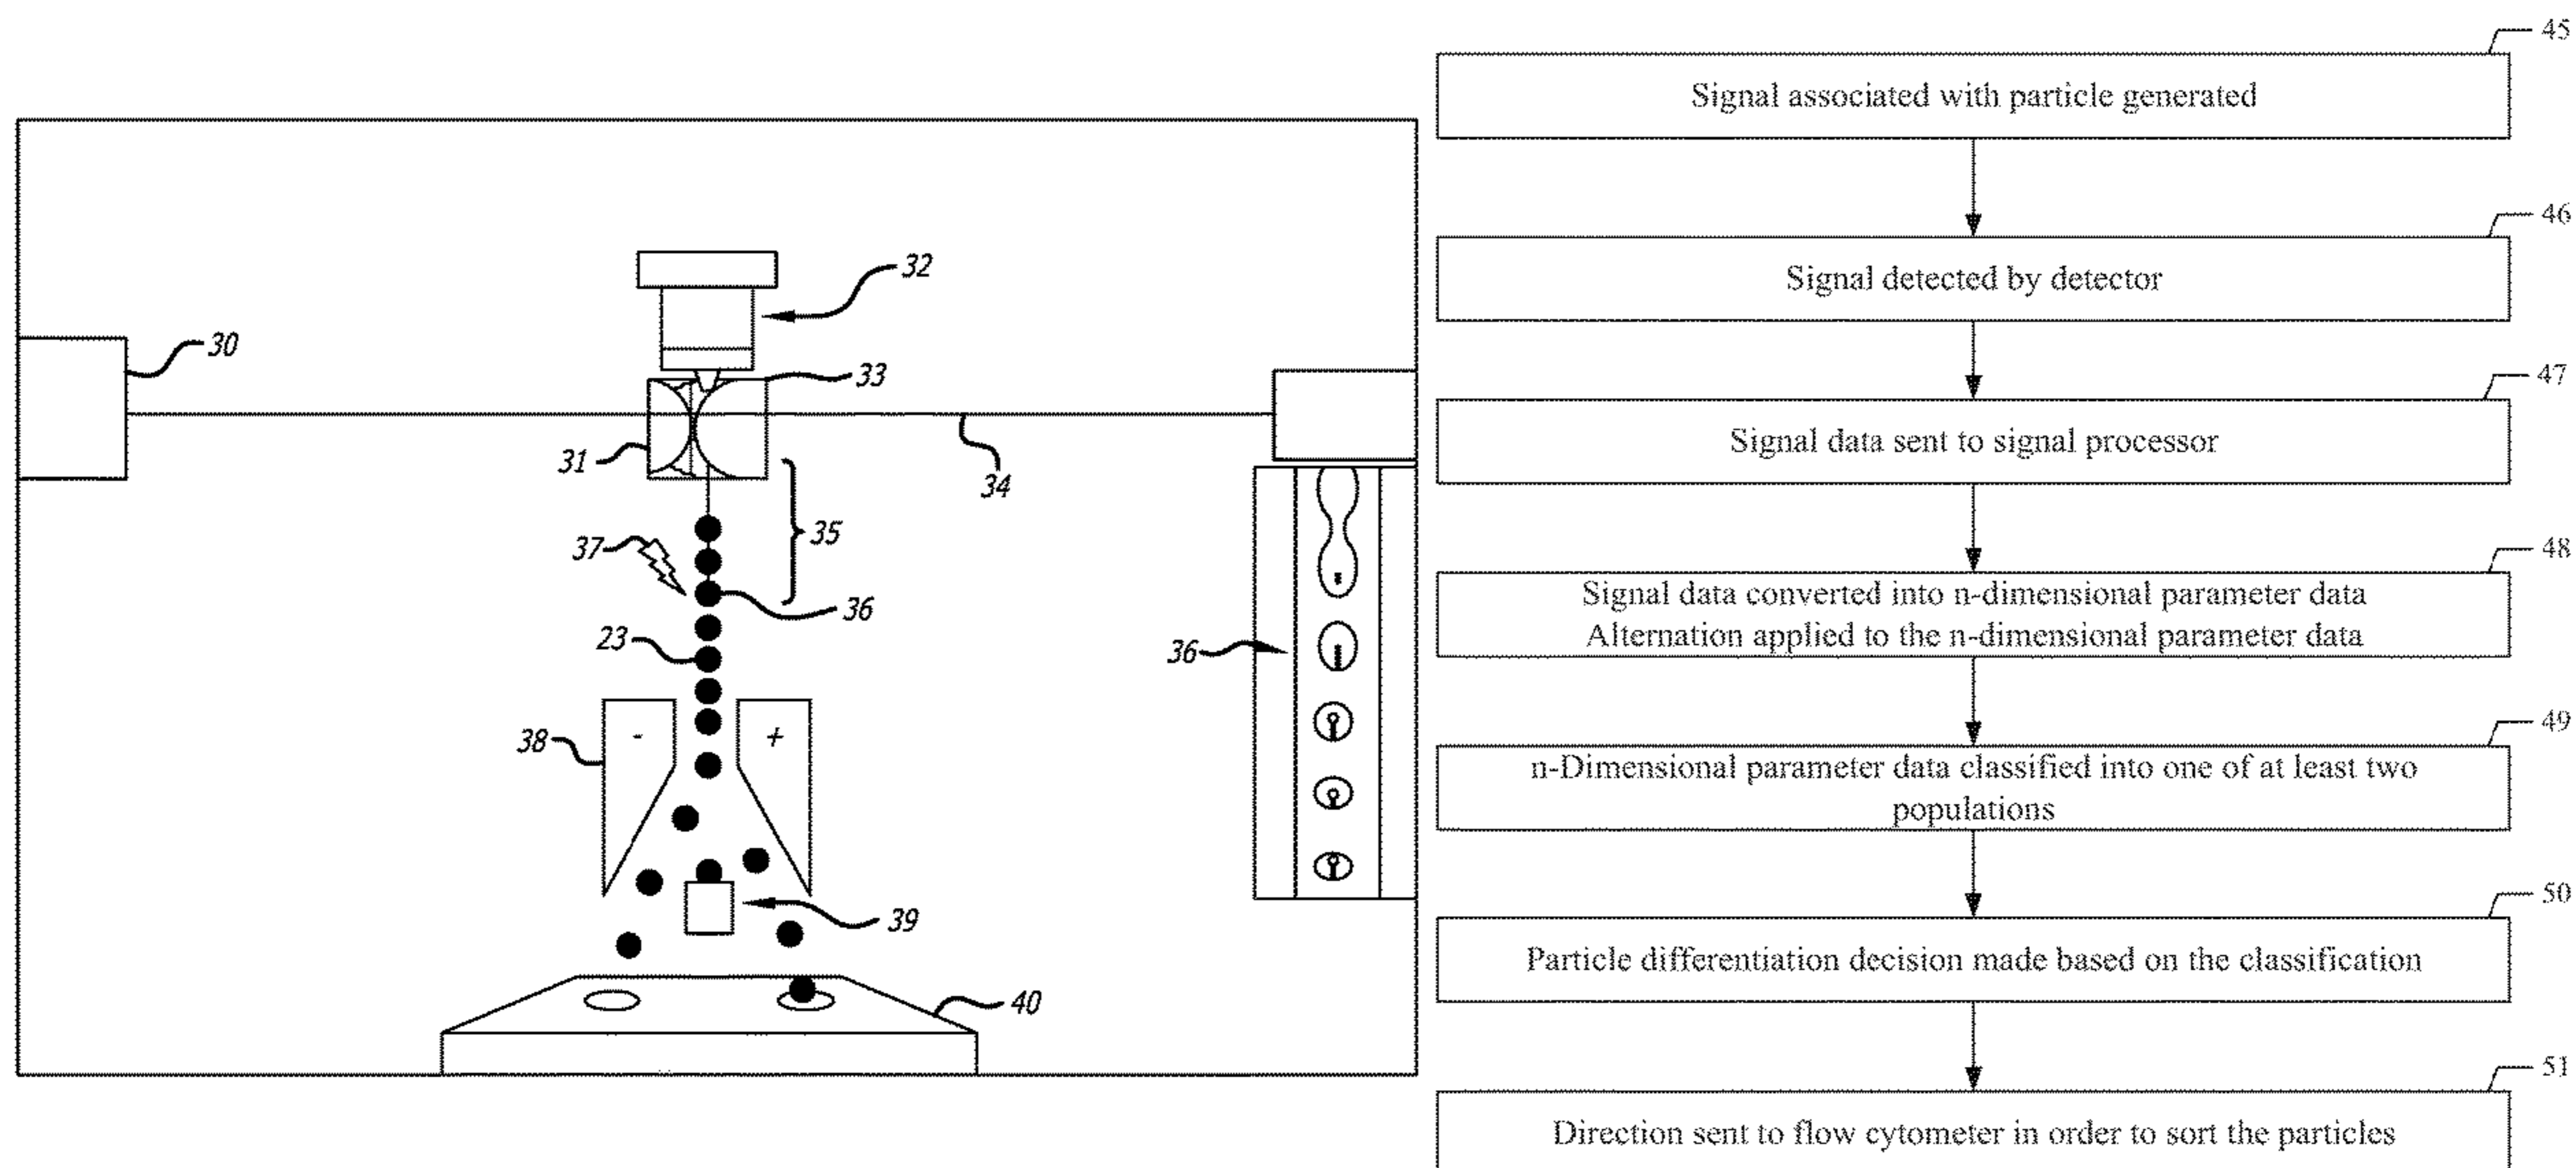 32
30
33
31
34
35
37
36
23
36
38
-
+
39
40
45
Signal associated with particle generated
46
Signal detected by detector
47
Signal data sent to signal processor
48
Signal data converted into n-dimensional parameter data
Alternation applied to the n-dimensional parameter data
49
n-Dimensional parameter data classified into one of at least two
populations
50
Particle differentiation decision made based on the classification
51
Direction sent to flow cytometer in order to sort the particles